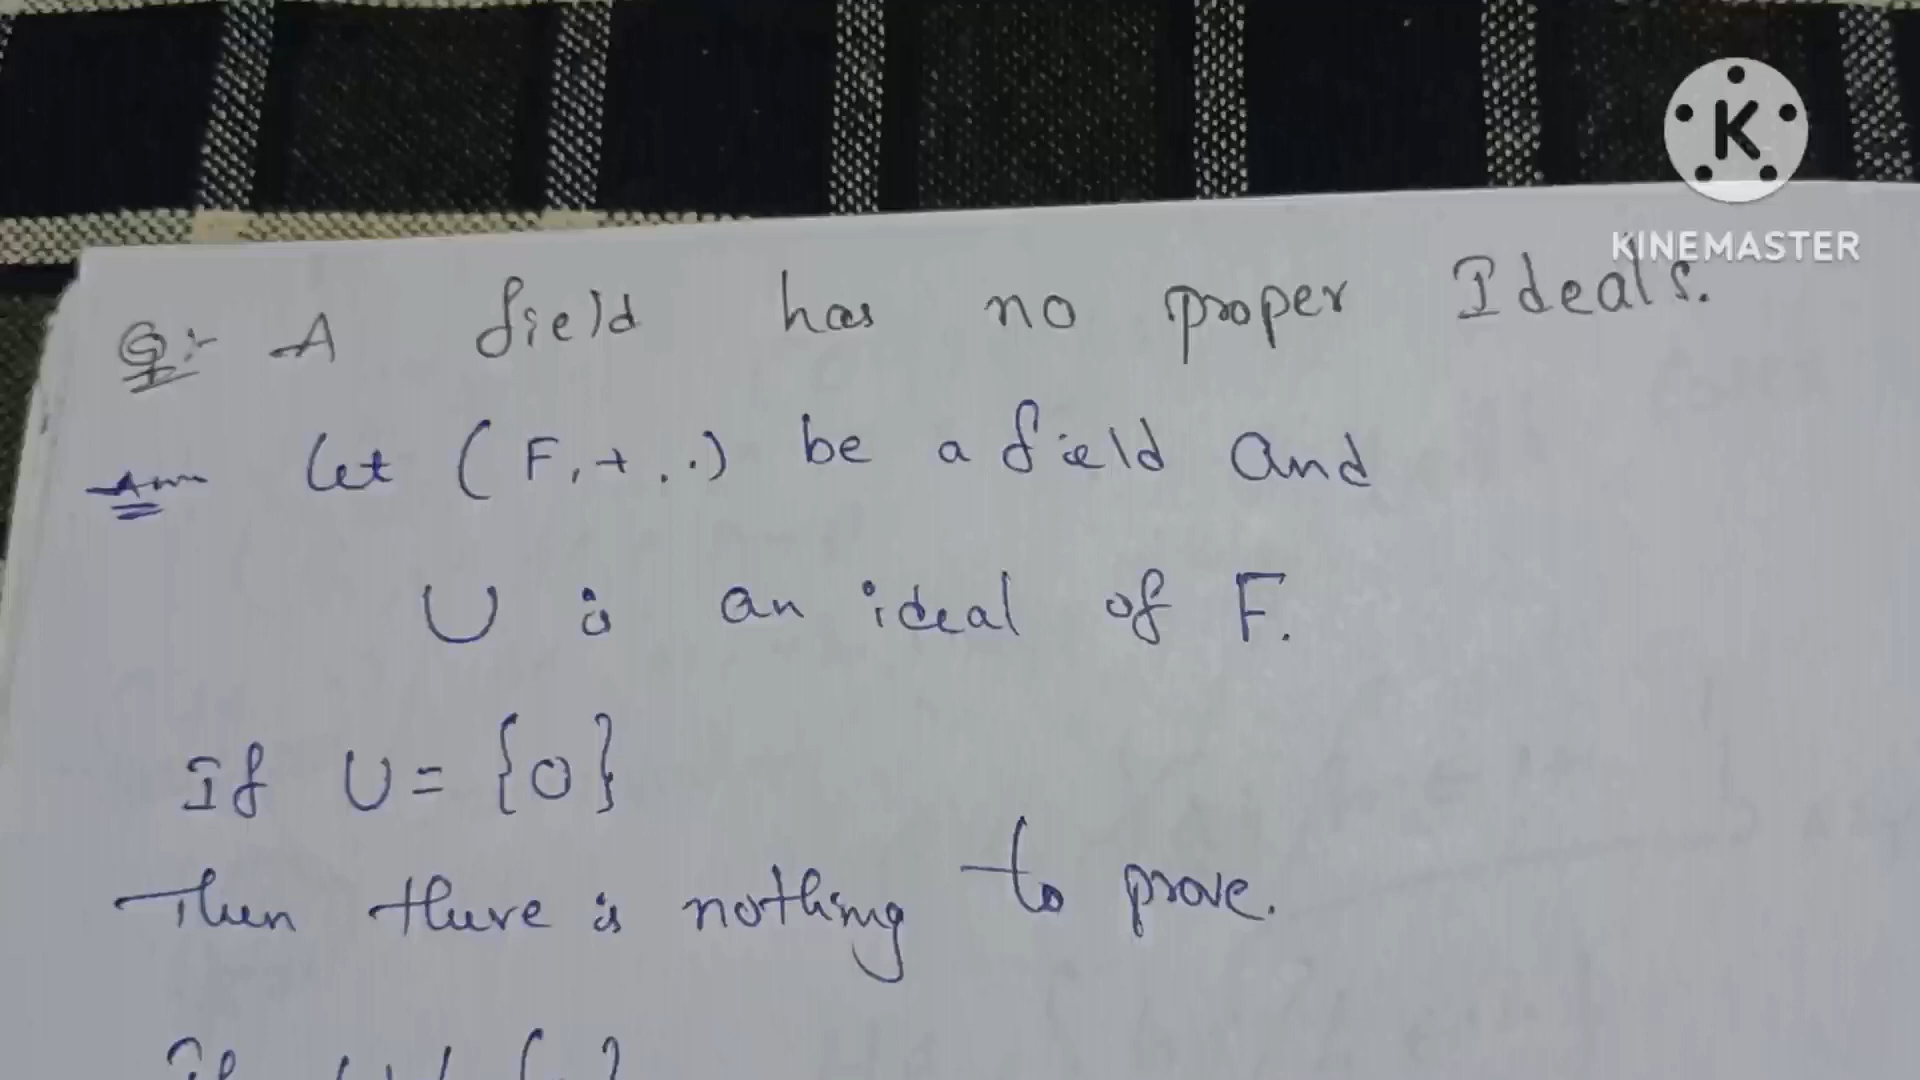 K
KINEMASTER
Q:- A field has no proper Ideals.
Ans let (F, +, .) be a field and
U is an ideal of F.
If U = {0}
Then there is nothing to prove.
If U {